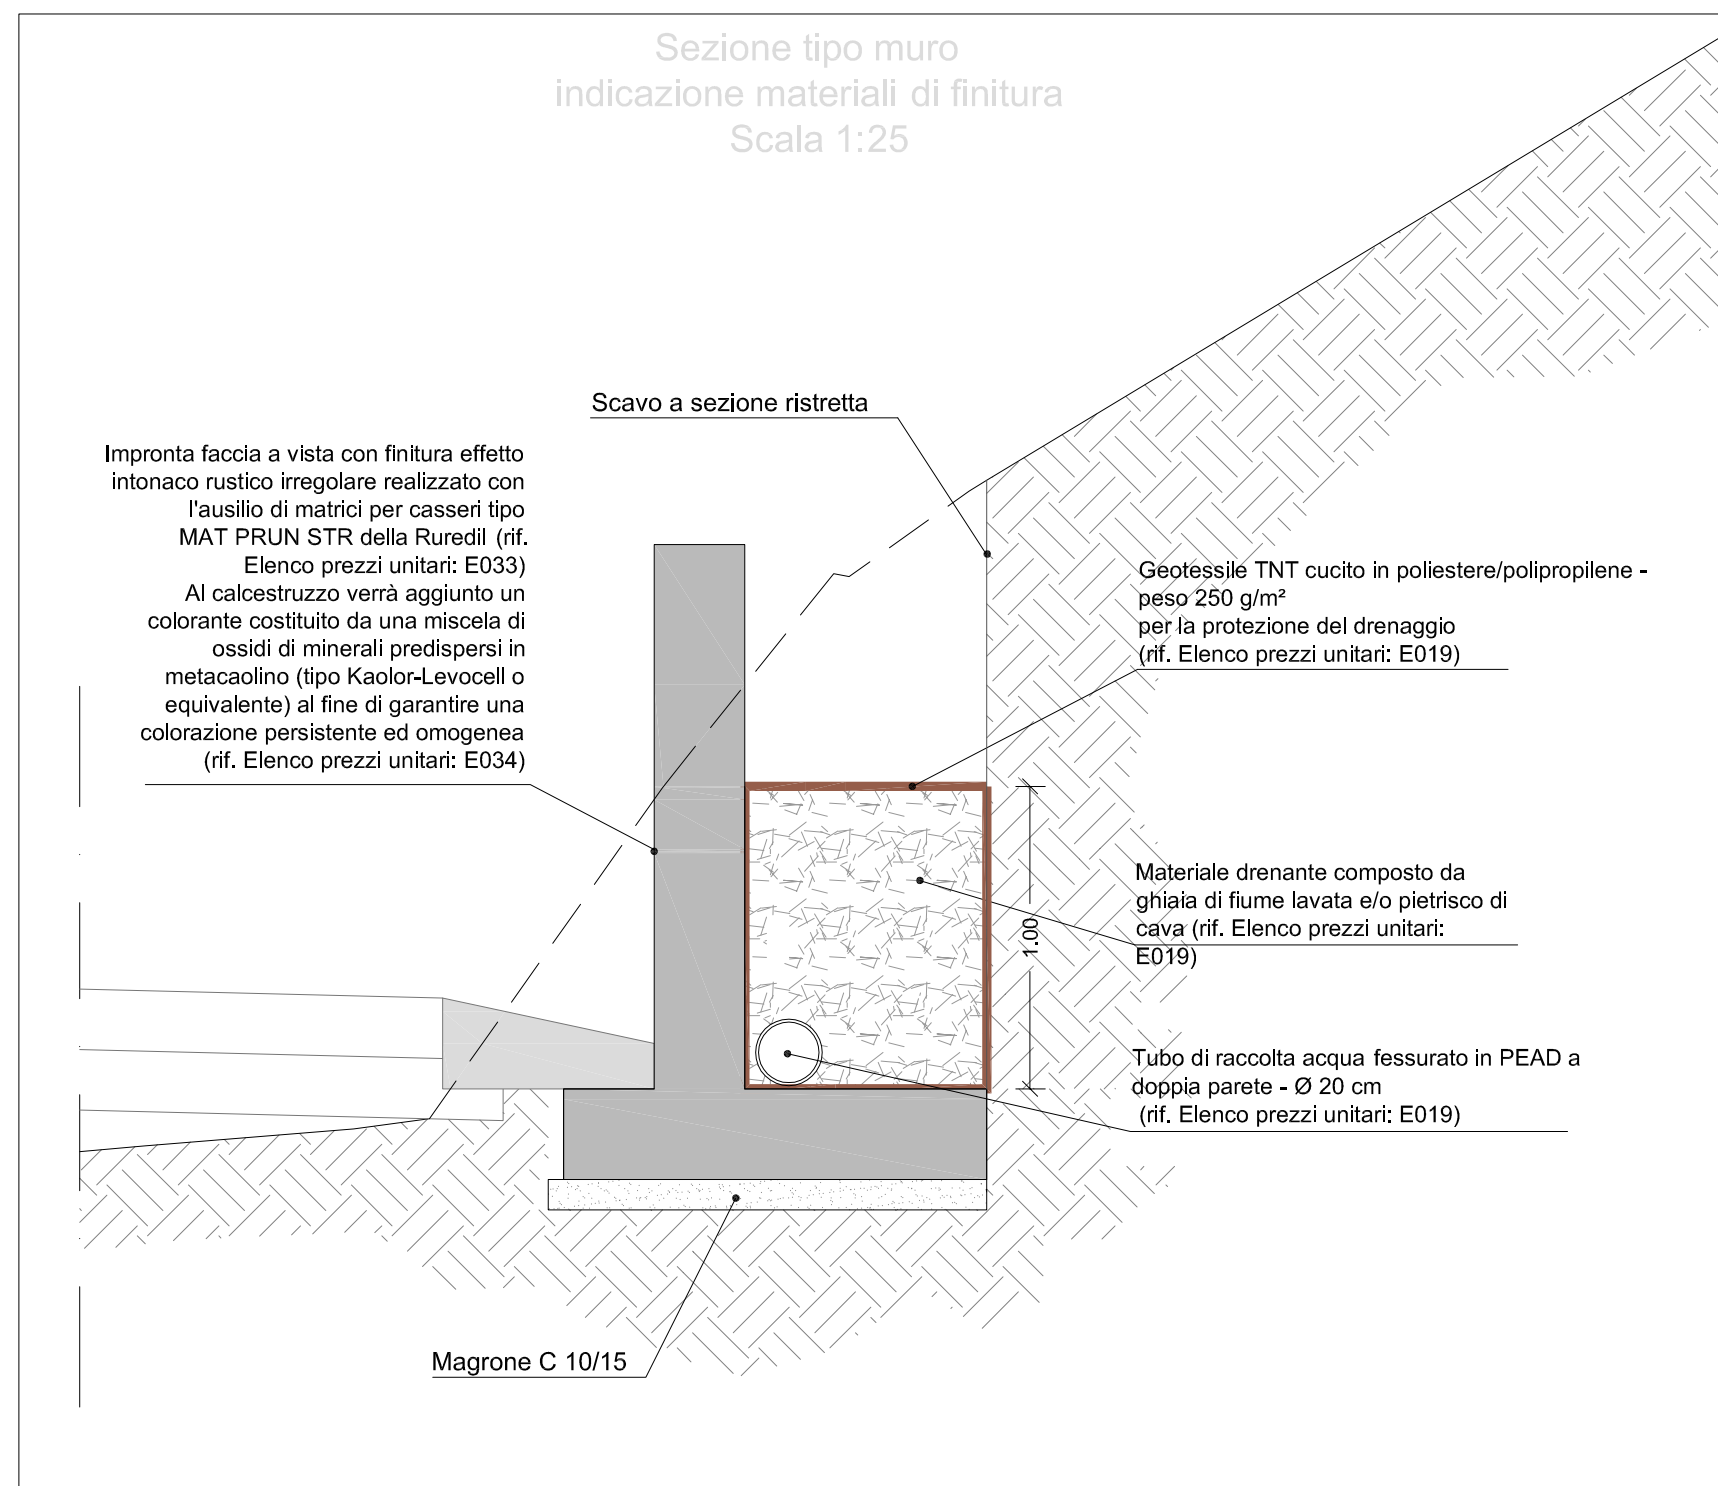 Sezione tipo muro
indicazione materiali di finitura
Scala 1:25
Scavo a sezione ristretta
Impronta faccia a vista con finitura effetto
intonaco rustico irregolare realizzato con
l'ausilio di matrici per casseri tipo
MAT PRUN STR della Ruredil (rif.
Elenco prezzi unitari: E033)
Al calcestruzzo verrà aggiunto un
colorante costituito da una miscela di
ossidi di minerali predispersi in
metacaolino (tipo Kaolor-Levocell o
equivalente) al fine di garantire una
colorazione persistente ed omogenea
(rif. Elenco prezzi unitari: E034)
Geotessile TNT cucito in poliestere/polipropilene -
peso 250 g/m²
per la protezione del drenaggio
(rif. Elenco prezzi unitari: E019)
Materiale drenante composto da
ghiaia di fiume lavata e/o pietrisco di
cava (rif. Elenco prezzi unitari:
E019)
1.00
Tubo di raccolta acqua fessurato in PEAD a
doppia parete - Ø 20 cm
(rif. Elenco prezzi unitari: E019)
Magrone C 10/15